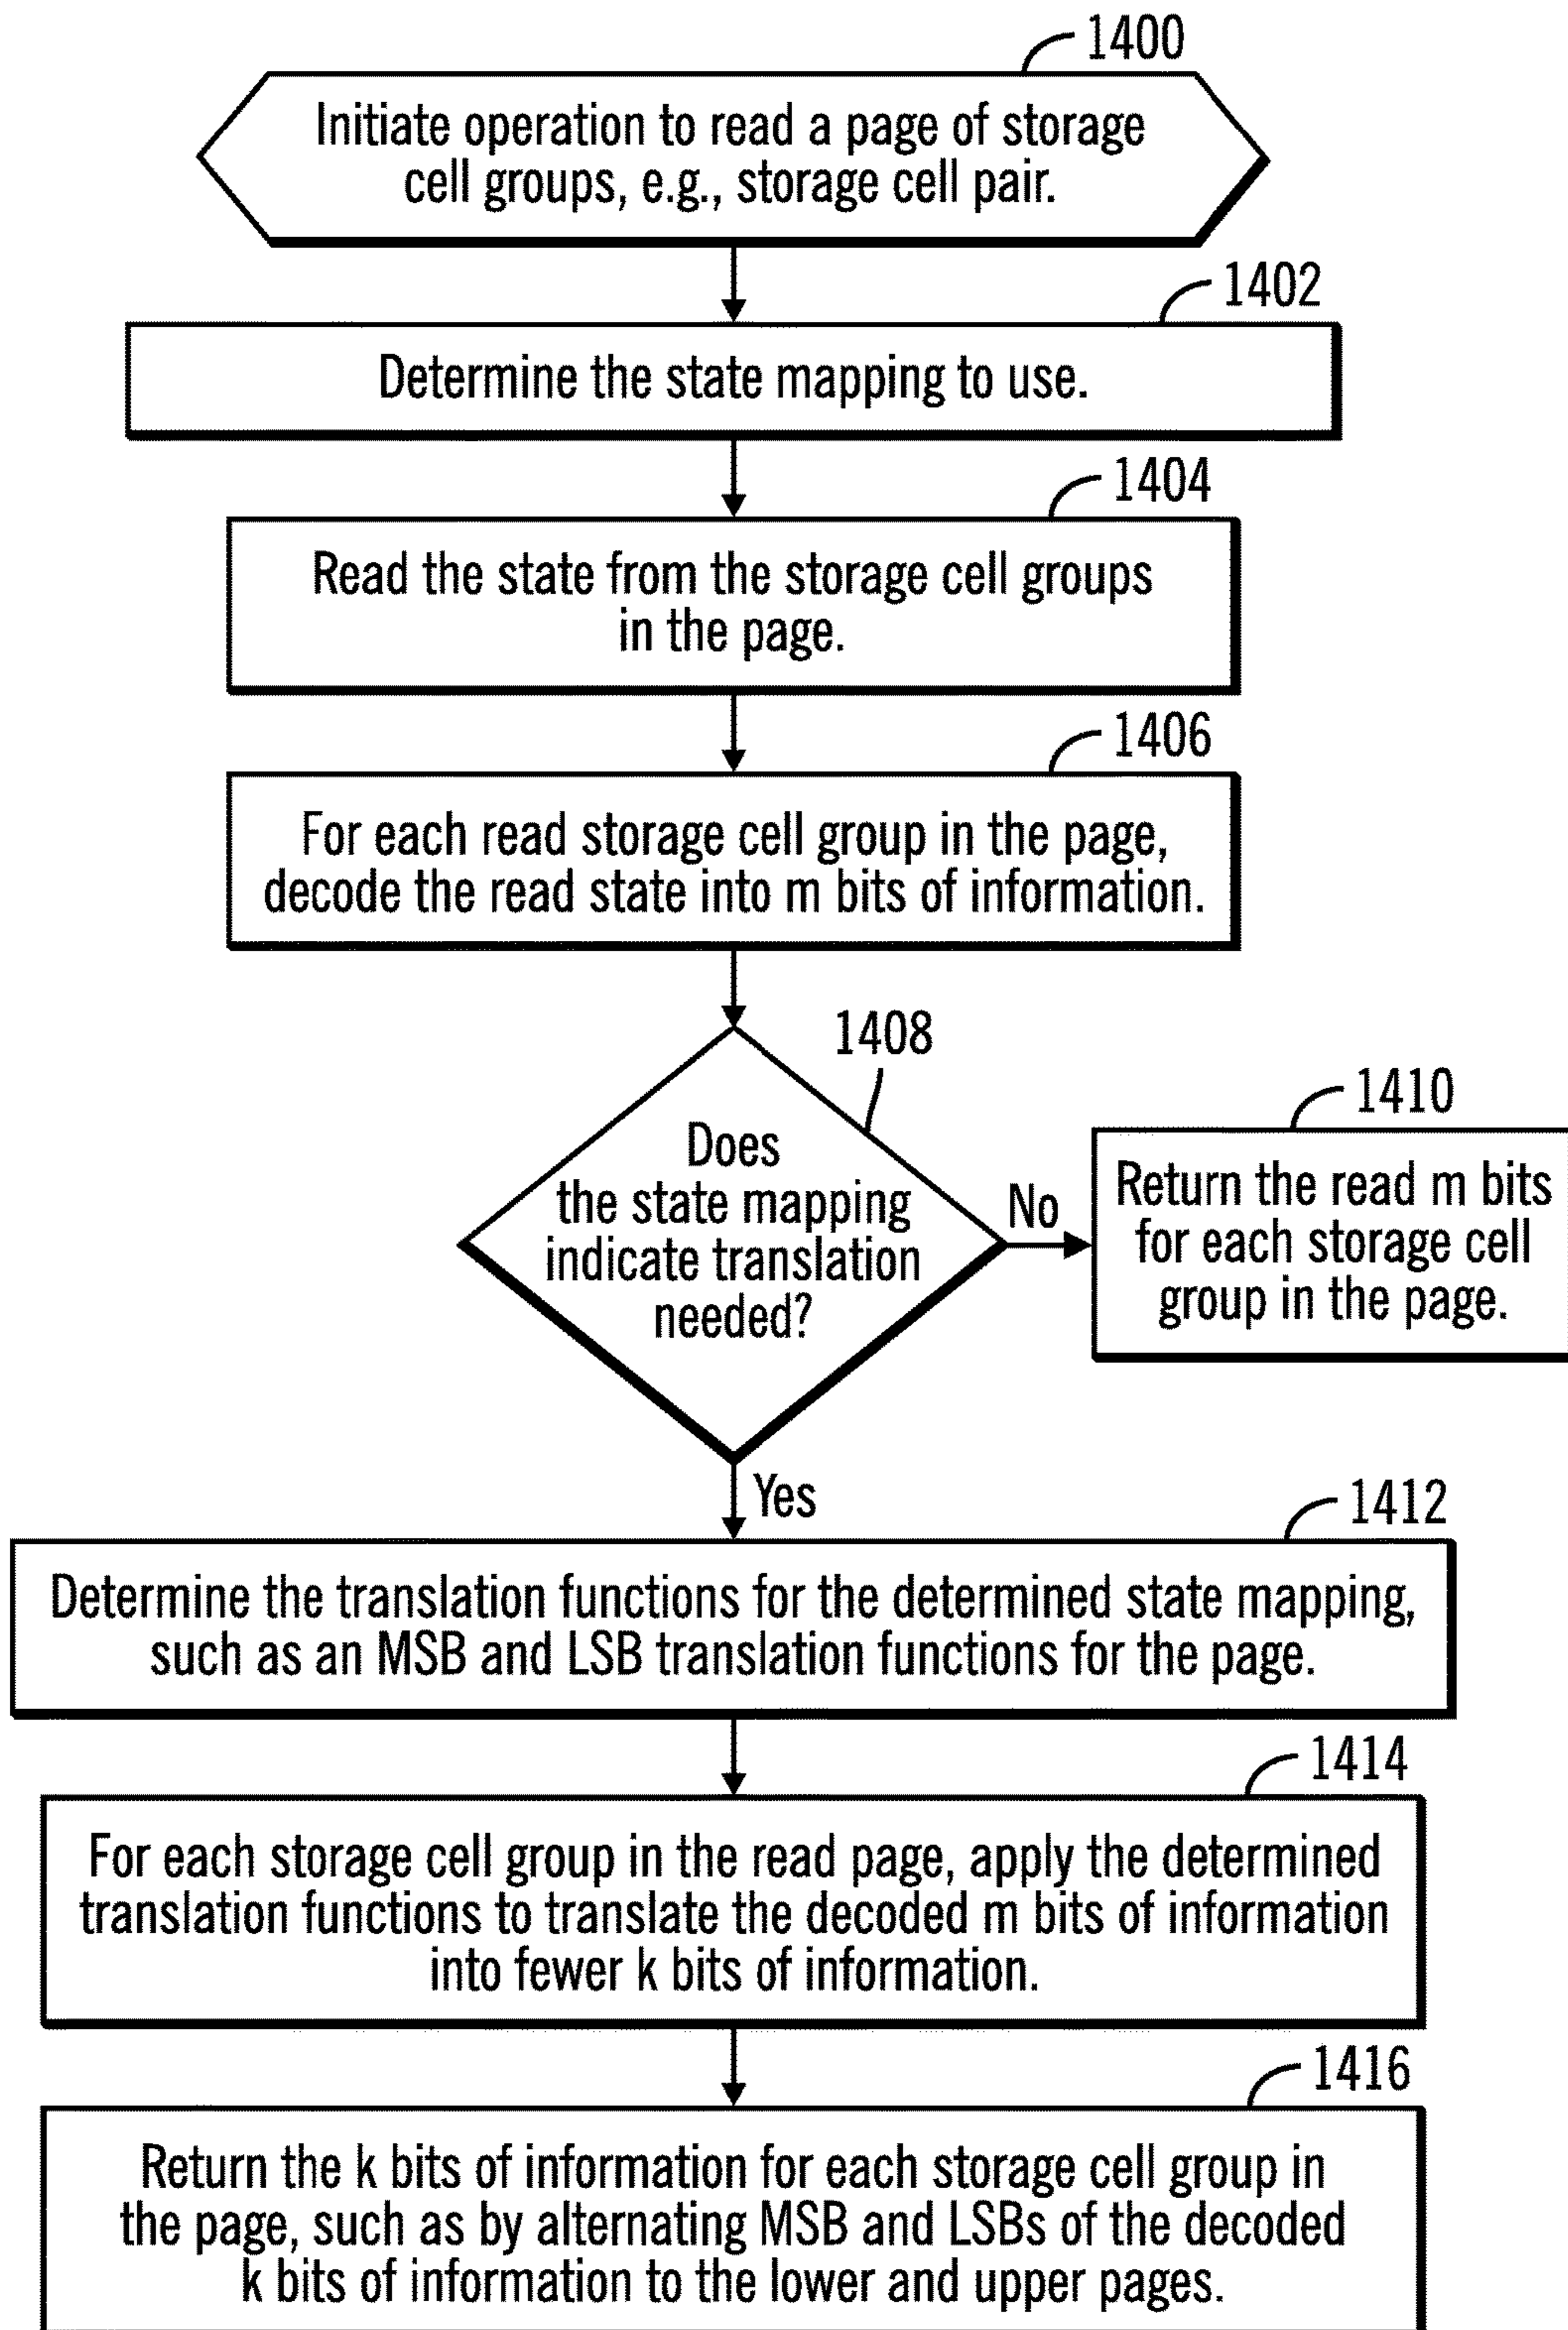 1400
Initiate operation to read a page of storage
cell groups, e.g., storage cell pair.
1402
Determine the state mapping to use.
1404
Read the state from the storage cell groups
in the page.
1406
For each read storage cell group in the page,
decode the read state into m bits of information.
1408
Does
the state mapping
indicate translation
needed?
No
1410
Return the read m bits
for each storage cell
group in the page.
Yes
1412
Determine the translation functions for the determined state mapping,
such as an MSB and LSB translation functions for the page.
1414
For each storage cell group in the read page, apply the determined
translation functions to translate the decoded m bits of information
into fewer k bits of information.
1416
Return the k bits of information for each storage cell group in
the page, such as by alternating MSB and LSBs of the decoded
k bits of information to the lower and upper pages.